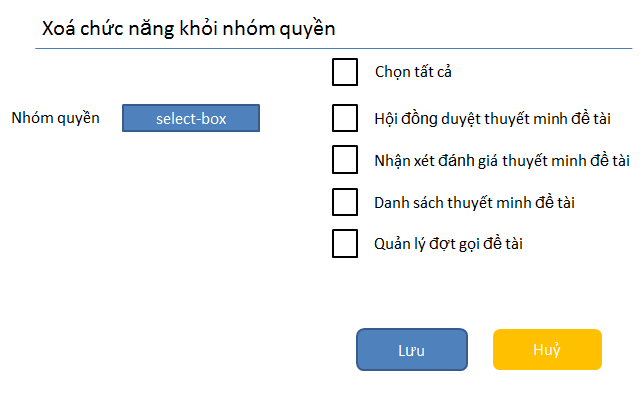 Xoá chức năng khỏi nhóm quyền
Chọn tất cả
Nhóm quyền
select-box
Hội đồng duyệt thuyết minh đề tài
Nhận xét đánh giá thuyết minh đề tài
Danh sách thuyết minh đề tài
Quản lý đợt gọi đề tài
Lưu
Huỷ